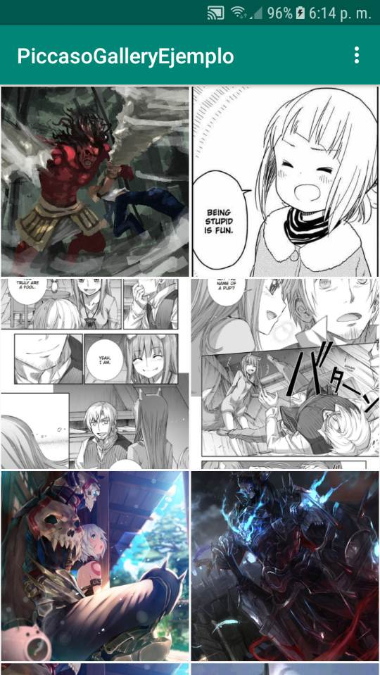 96% 6:14 p. m.
PiccasoGalleryEjemplo
BEING
STUPID
IS FUN.
TRULY ARE
A FOOL.
YEAH,
I AM.
THE NAME
OF A PUP?
バターン